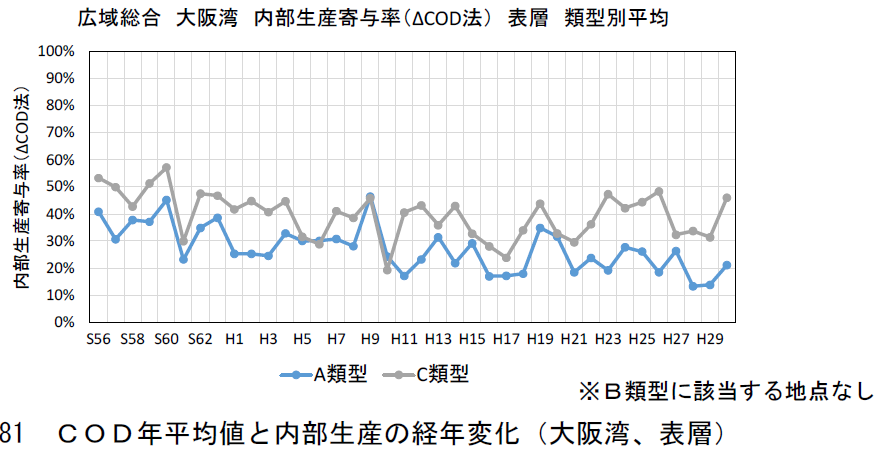 広域総合　大阪湾　内部生産寄与率（ΔCOD法）　表層　類型別平均
内部生産寄与率（ΔCOD法）
100%
90%
80%
70%
60%
50%
40%
30%
20%
10%
0%
S56 S58 S60 S62 H1 H3 H5 H7 H9 H11 H13 H15 H17 H19 H21 H23 H25 H27 H29
A類型 C類型
※Ｂ類型に該当する地点なし
81　ＣＯＤ年平均値と内部生産の経年変化（大阪湾、表層）